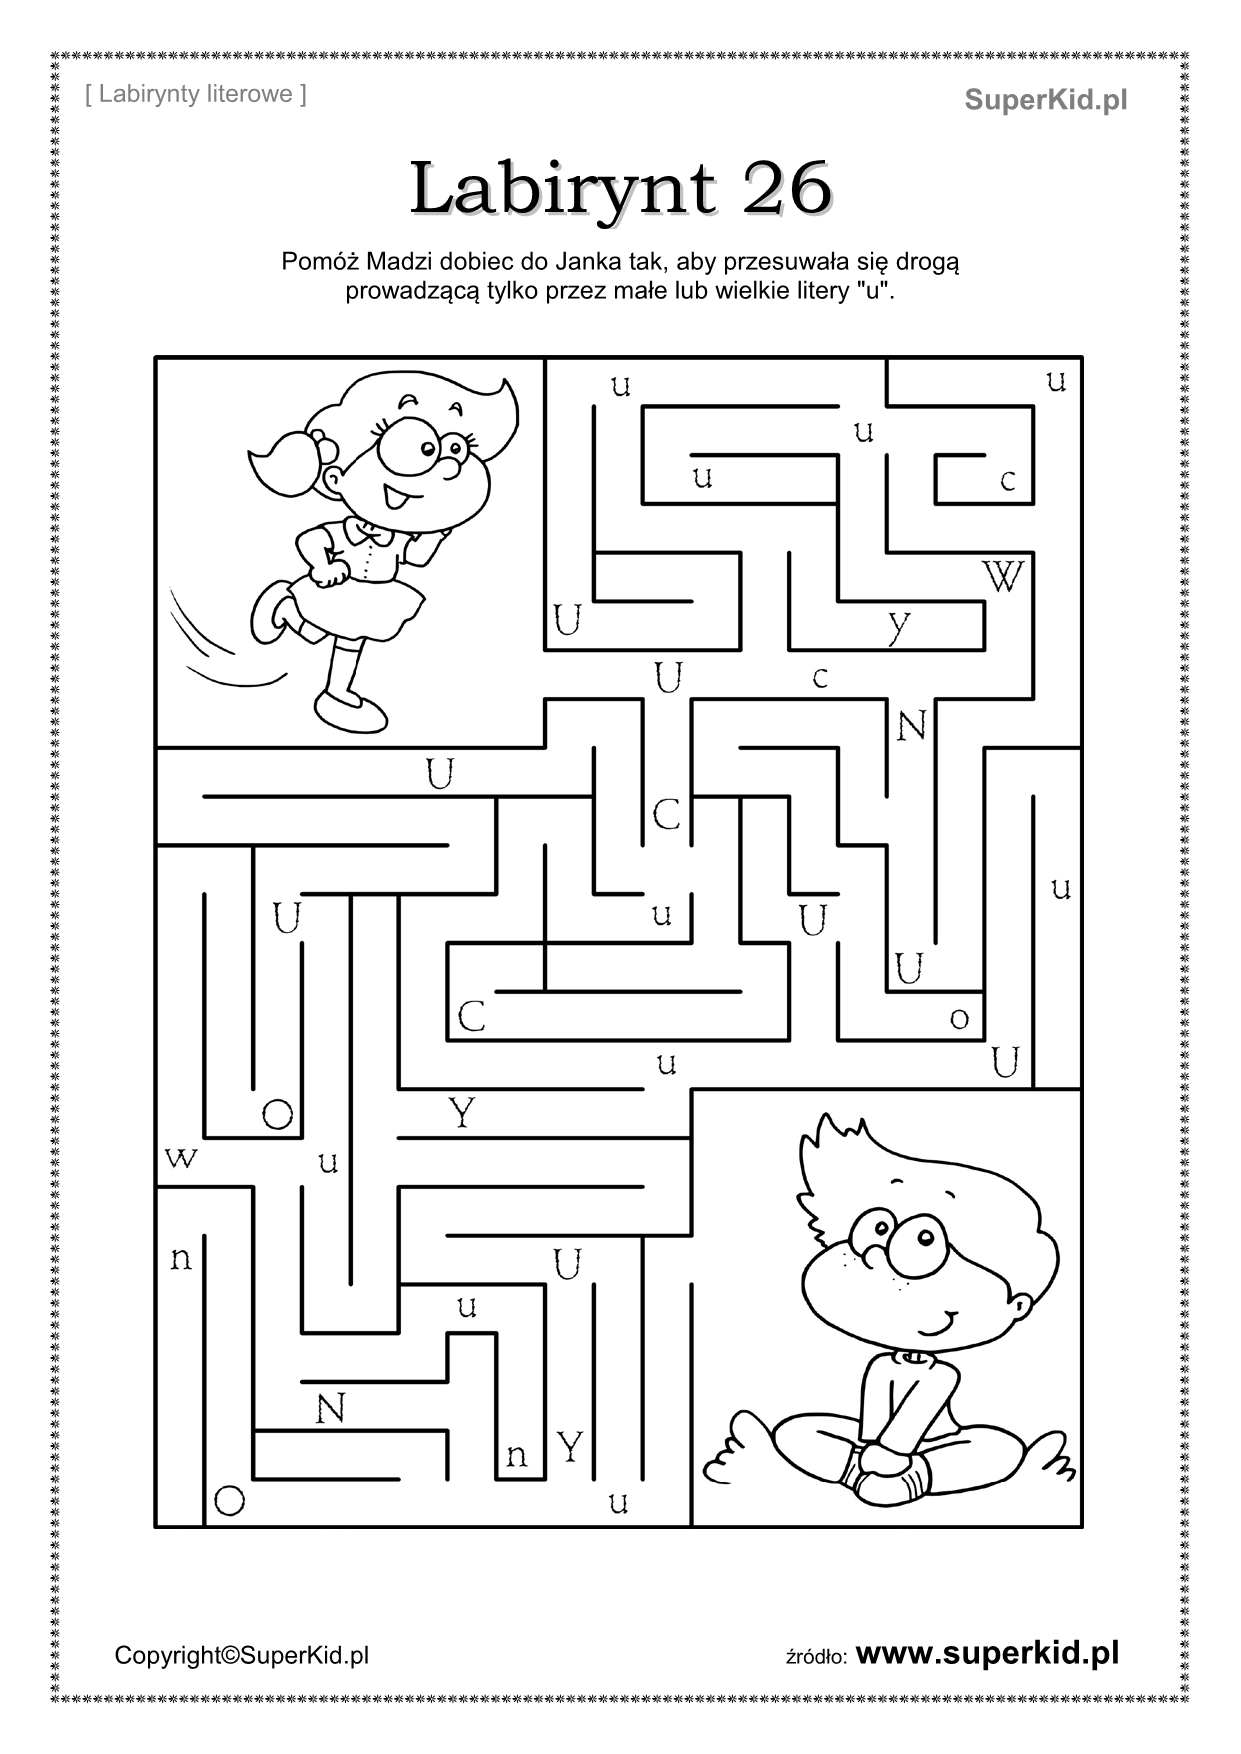 [ Labirynty literowe ]
SuperKid.pl
Labirynt 26
Pomóż Madzi dobiec do Janka tak, aby przesuwała się drogą
prowadzącą tylko przez małe lub wielkie litery "u".
u u
u
u c
W
U y
U c
N
U
C
u
U u U
U
C o
u U
O Y
w u
n U
u
N
n Y
O u
Copyright©SuperKid.pl
źródło: www.superkid.pl